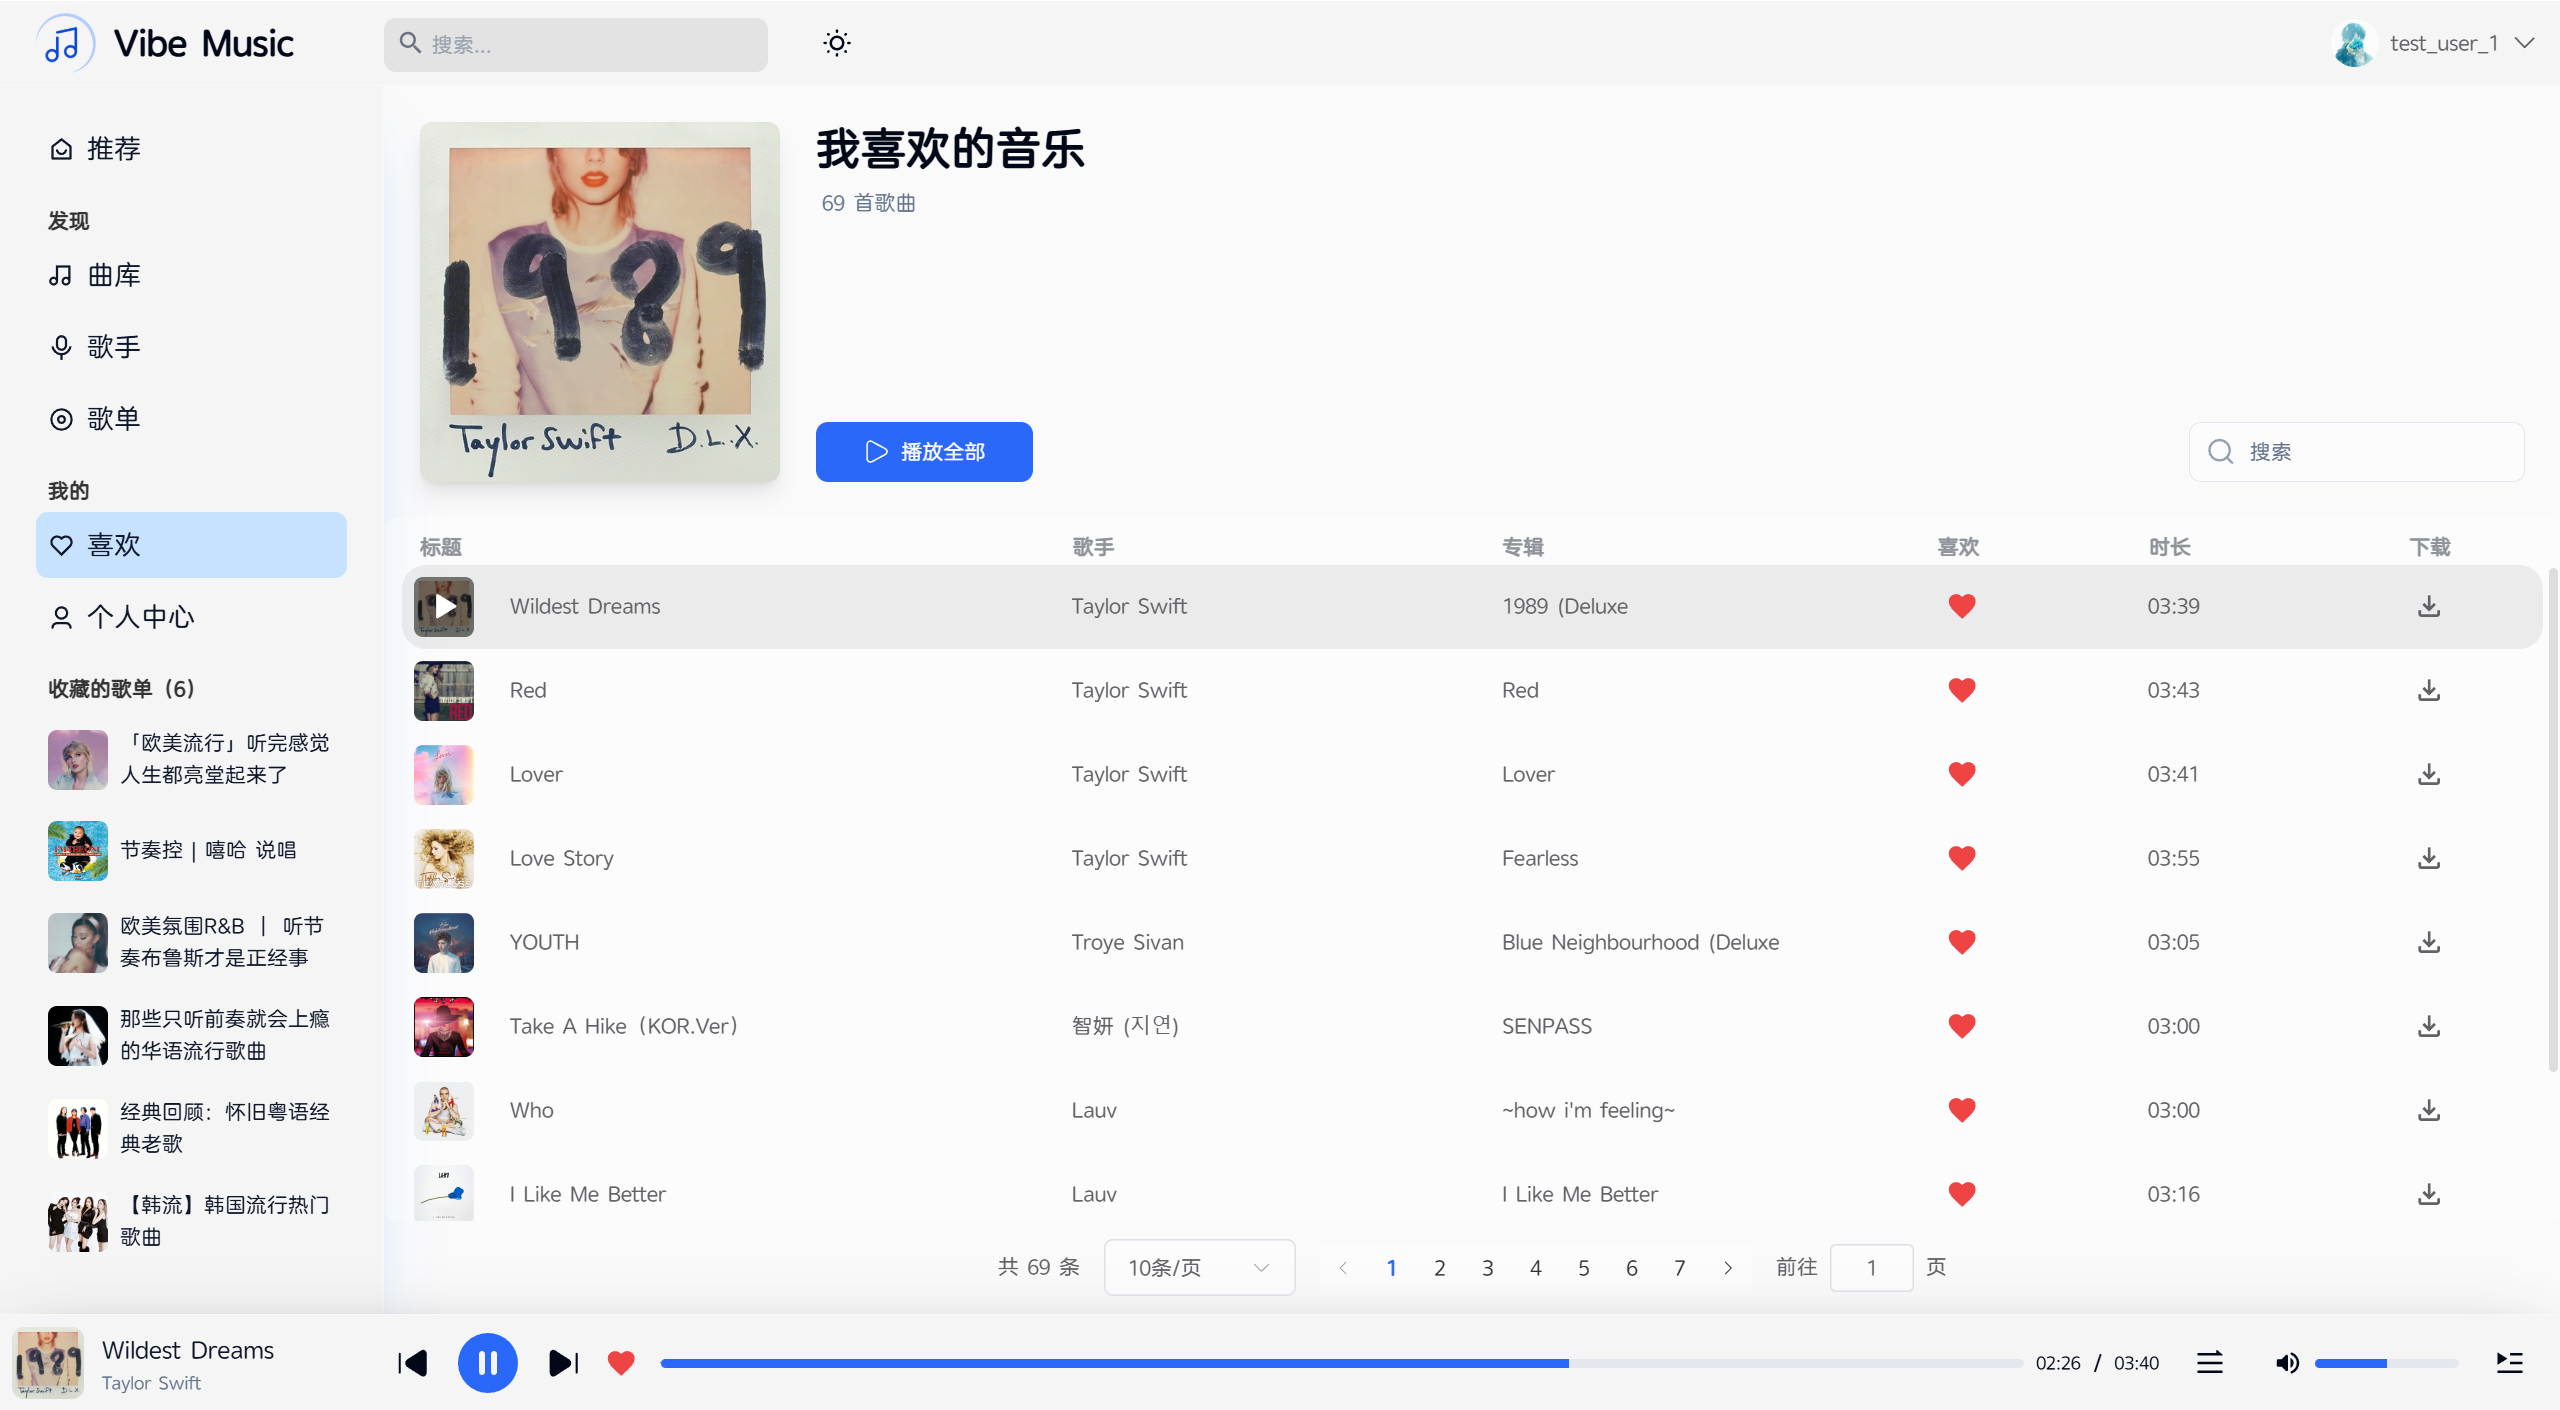 Vibe Music
搜索...
test_user_1
推荐
发现
曲库
歌手
歌单
我的
喜欢
个人中心
收藏的歌单（6）
「欧美流行」听完感觉
人生都亮堂起来了
节奏控 | 嘻哈 说唱
欧美氛围R&B ｜ 听节
奏布鲁斯才是正经事
那些只听前奏就会上瘾
的华语流行歌曲
经典回顾：怀旧粤语经
典老歌
【韩流】韩国流行热门
歌曲
1989
Taylor Swift D.L.X.
我喜欢的音乐
69 首歌曲
播放全部
搜索
标题 歌手 专辑 喜欢 时长 下载
Wildest Dreams Taylor Swift 1989 (Deluxe 03:39
Red Taylor Swift Red 03:43
Lover Taylor Swift Lover 03:41
Love Story Taylor Swift Fearless 03:55
YOUTH Troye Sivan Blue Neighbourhood (Deluxe 03:05
Take A Hike（KOR.Ver） 智妍 (지연) SENPASS 03:00
Who Lauv ~how i'm feeling~ 03:00
I Like Me Better Lauv I Like Me Better 03:16
共 69 条 10条/页 1 2 3 4 5 6 7 前往 1 页
Wildest Dreams
Taylor Swift
02:26 / 03:40